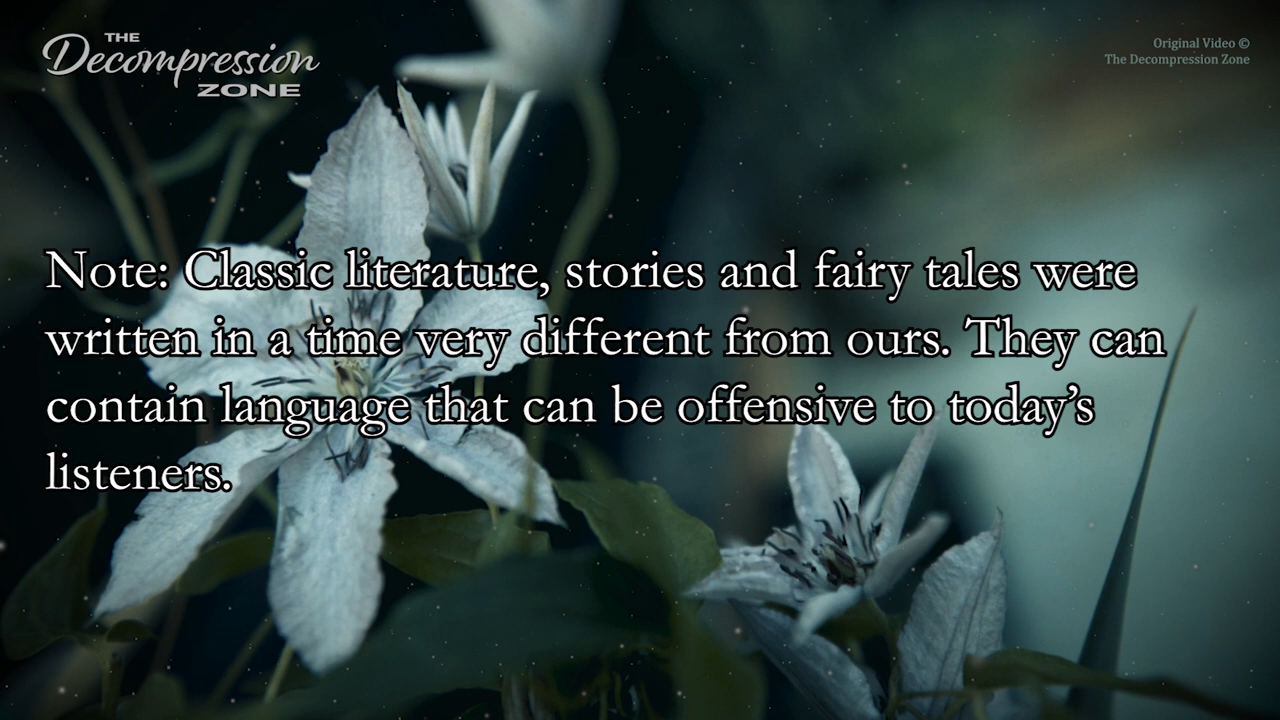 THE
Decompression
ZONE
Original Video ©
The Decompression Zone
Note: Classic literature, stories and fairy tales were
written in a time very different from ours. They can
contain language that can be offensive to today’s
listeners.